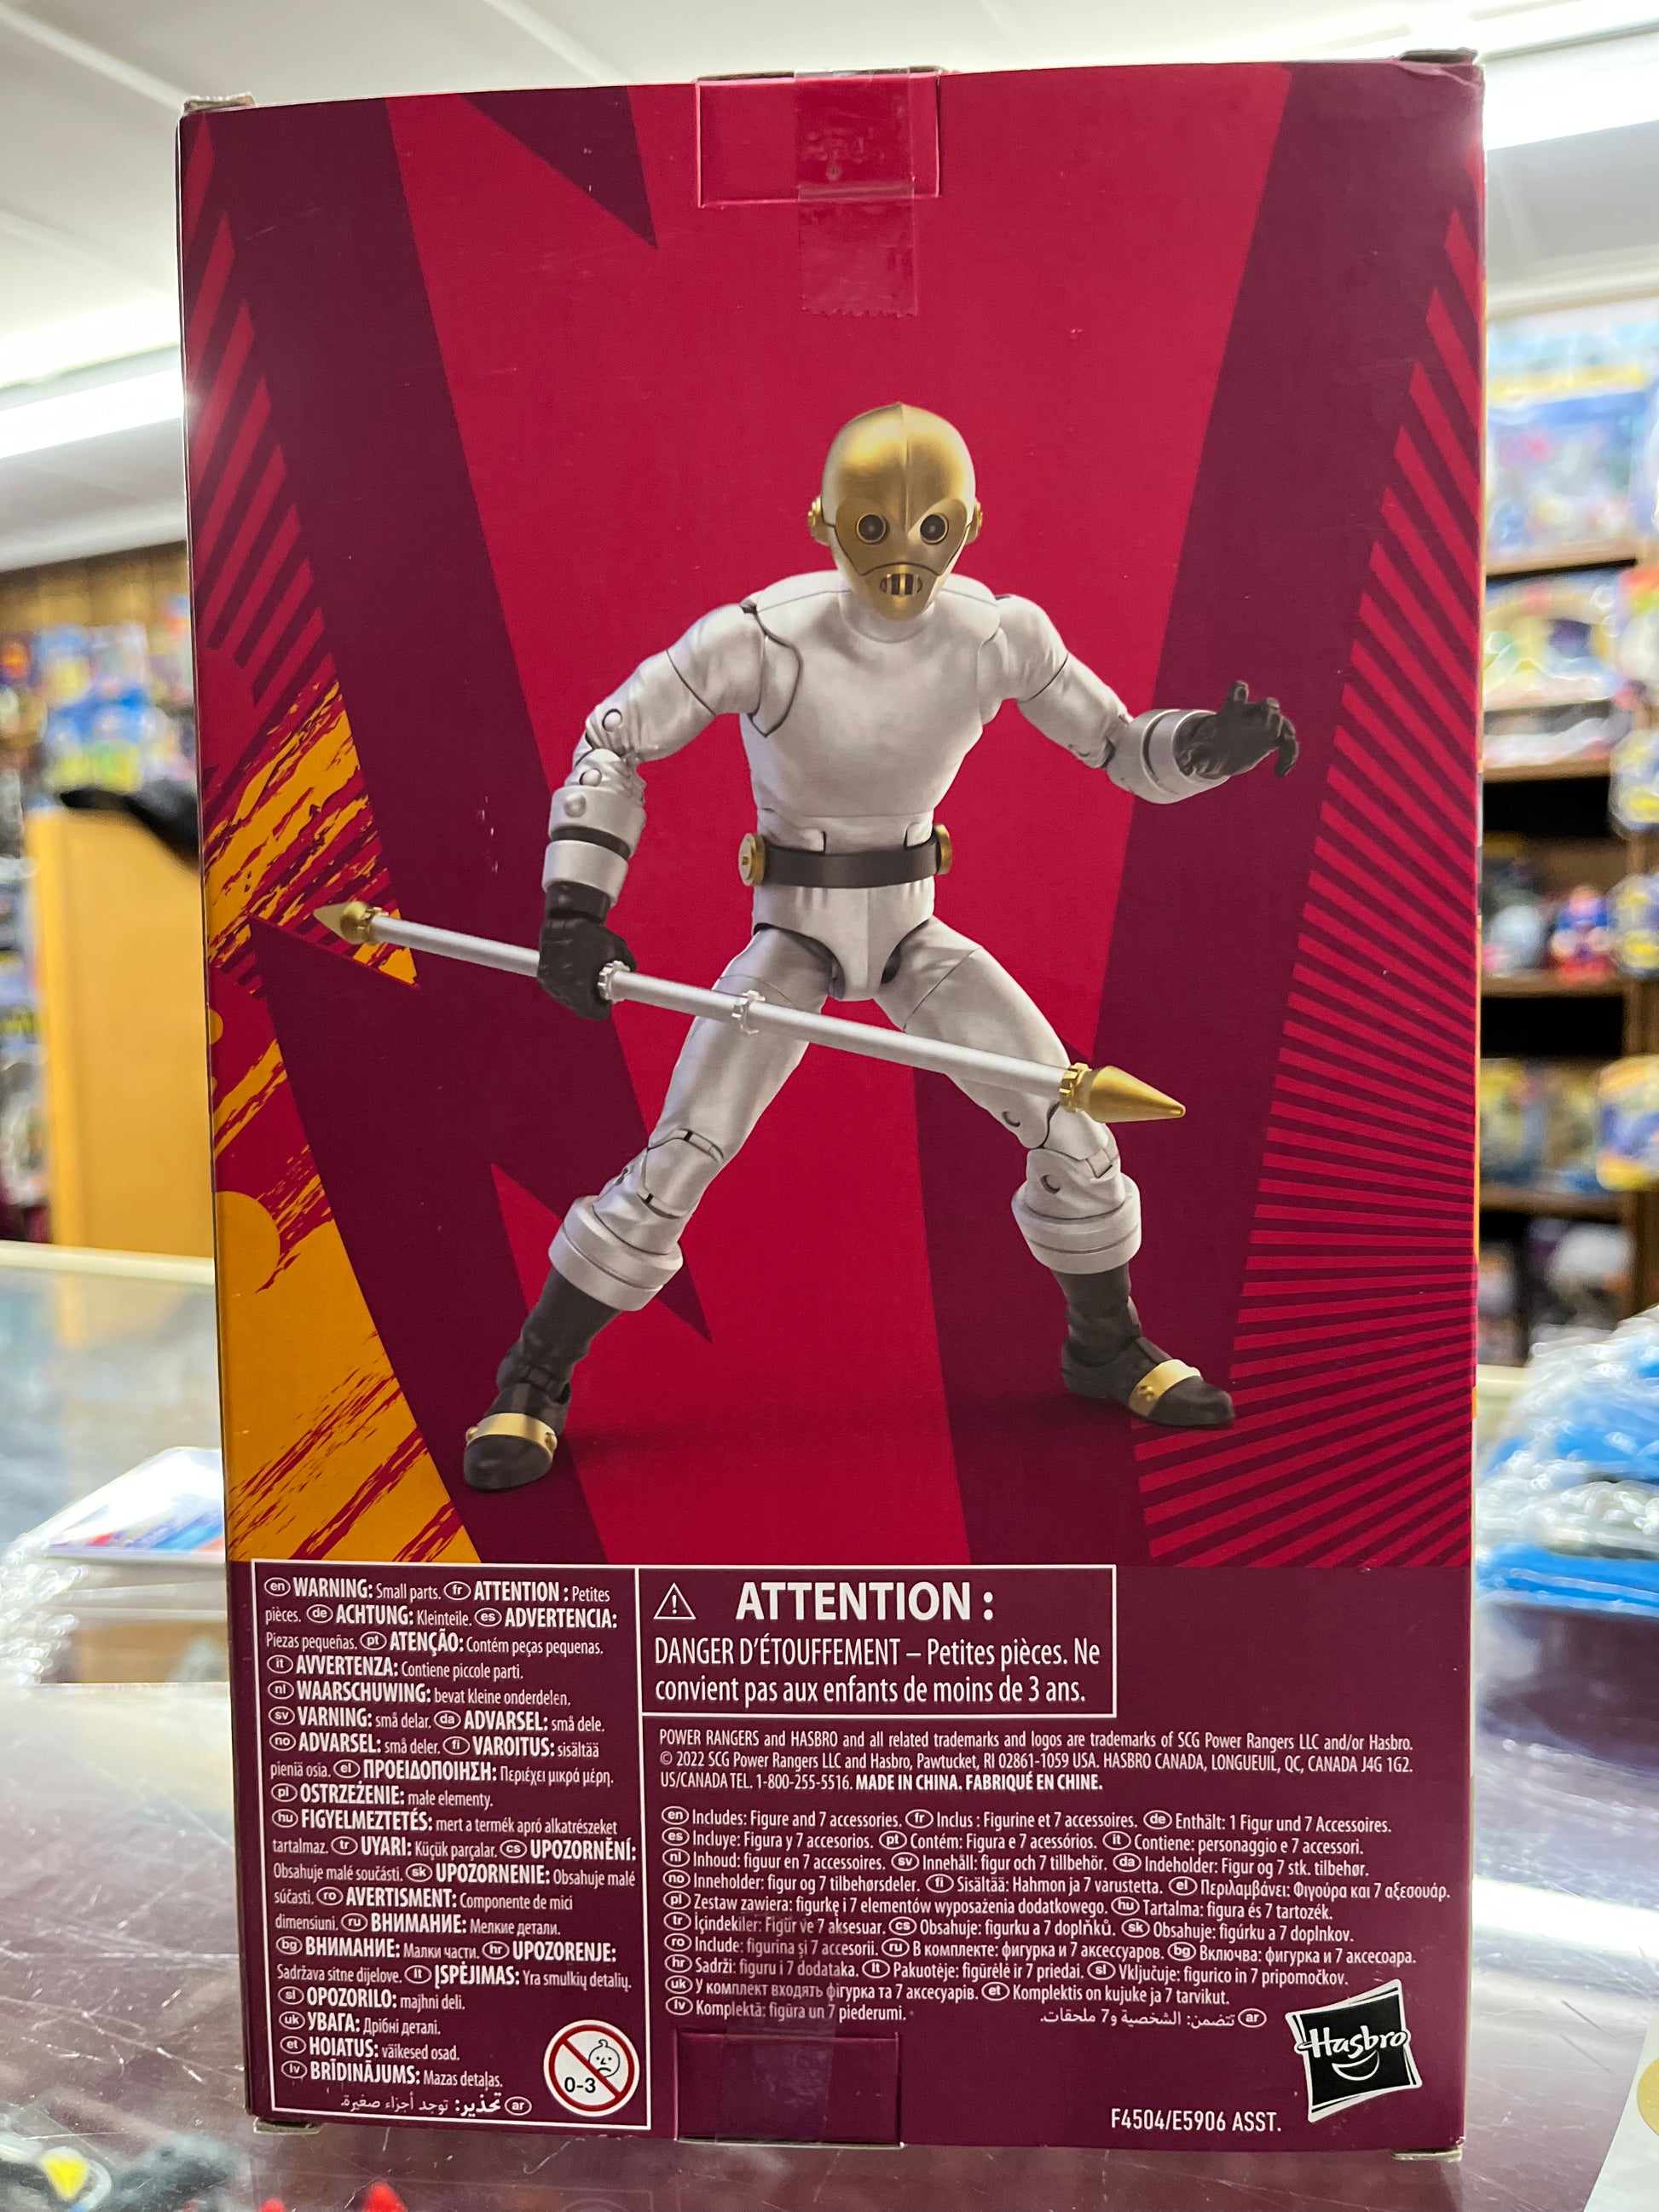 en WARNING: Small parts. fr ATTENTION : Petites
pièces. de ACHTUNG: Kleinteile. es ADVERTENCIA:
Piezas pequeñas. pt ATENÇÃO: Contém peças pequenas.
it AVVERTENZA: Contiene piccole parti.
nl WAARSCHUWING: bevat kleine onderdelen.
sv VARNING: små delar. da ADVARSEL: små dele.
no ADVARSEL: små deler. fi VAROITUS: sisältää
pieniä osia. el ΠΡΟΕΙΔΟΠΟΙΗΣΗ: Περιέχει μικρά μέρη.
pl OSTRZEŻENIE: małe elementy.
hu FIGYELMEZTETÉS: mert a termék apró alkatrészeket
tartalmaz. tr UYARI: Küçük parçalar. cs UPOZORNĚNÍ:
Obsahuje malé součásti. sk UPOZORNENIE: Obsahuje malé
súčasti. ro AVERTISMENT: Componente de mici
dimensiuni. ru ВНИМАНИЕ: Мелкие детали.
bg ВНИМАНИЕ: Малки части. hr UPOZORENJE:
Sadržava sitne dijelove. lt ĮSPĖJIMAS: Yra smulkių detalių.
sl OPOZORILO: majhni deli.
uk УВАГА: Дрібні деталі.
et HOIATUS: väikesed osad.
lv BRĪDINĀJUMS: Mazas detaļas.
ar تحذير: توجد أجزاء صغيرة.
0-3
ATTENTION :
DANGER D'ÉTOUFFEMENT – Petites pièces. Ne
convient pas aux enfants de moins de 3 ans.
POWER RANGERS and HASBRO and all related trademarks and logos are trademarks of SCG Power Rangers LLC and/or Hasbro.
© 2022 SCG Power Rangers LLC and Hasbro, Pawtucket, RI 02861-1059 USA. HASBRO CANADA, LONGUEUIL, QC, CANADA J4G 1G2.
US/CANADA TEL. 1-800-255-5516. MADE IN CHINA. FABRIQUÉ EN CHINE.
en Includes: Figure and 7 accessories. fr Inclus : Figurine et 7 accessoires. de Enthält: 1 Figur und 7 Accessoires.
es Incluye: Figura y 7 accesorios. pt Contém: Figura e 7 acessórios. it Contiene: personaggio e 7 accessori.
nl Inhoud: figuur en 7 accessoires. sv Innehåll: figur och 7 tillbehör. da Indeholder: Figur og 7 stk. tilbehør.
no Inneholder: figur og 7 tilbehørsdeler. fi Sisältää: Hahmon ja 7 varustetta. el Περιλαμβάνει: Φιγούρα και 7 αξεσουάρ.
pl Zestaw zawiera: figurkę i 7 elementów wyposażenia dodatkowego. hu Tartalma: figura és 7 tartozék.
tr İçindekiler: Figür ve 7 aksesuar. cs Obsahuje: figurku a 7 doplňků. sk Obsahuje: figúrku a 7 doplnkov.
ro Include: figurina și 7 accesorii. ru В комплекте: фигурка и 7 аксессуаров. bg Включва: фигурка и 7 аксесоара.
hr Sadrži: figuru i 7 dodataka. lt Pakuotėje: figūrėlė ir 7 priedai. sl Vključuje: figurico in 7 pripomočkov.
uk У комплект входять фігурка та 7 аксесуарів. et Komplektis on kujuke ja 7 tarvikut.
lv Komplektā: figūra un 7 piederumi. ar تتضمن: الشخصية و7 ملحقات.
Hasbro
F4504/E5906 ASST.